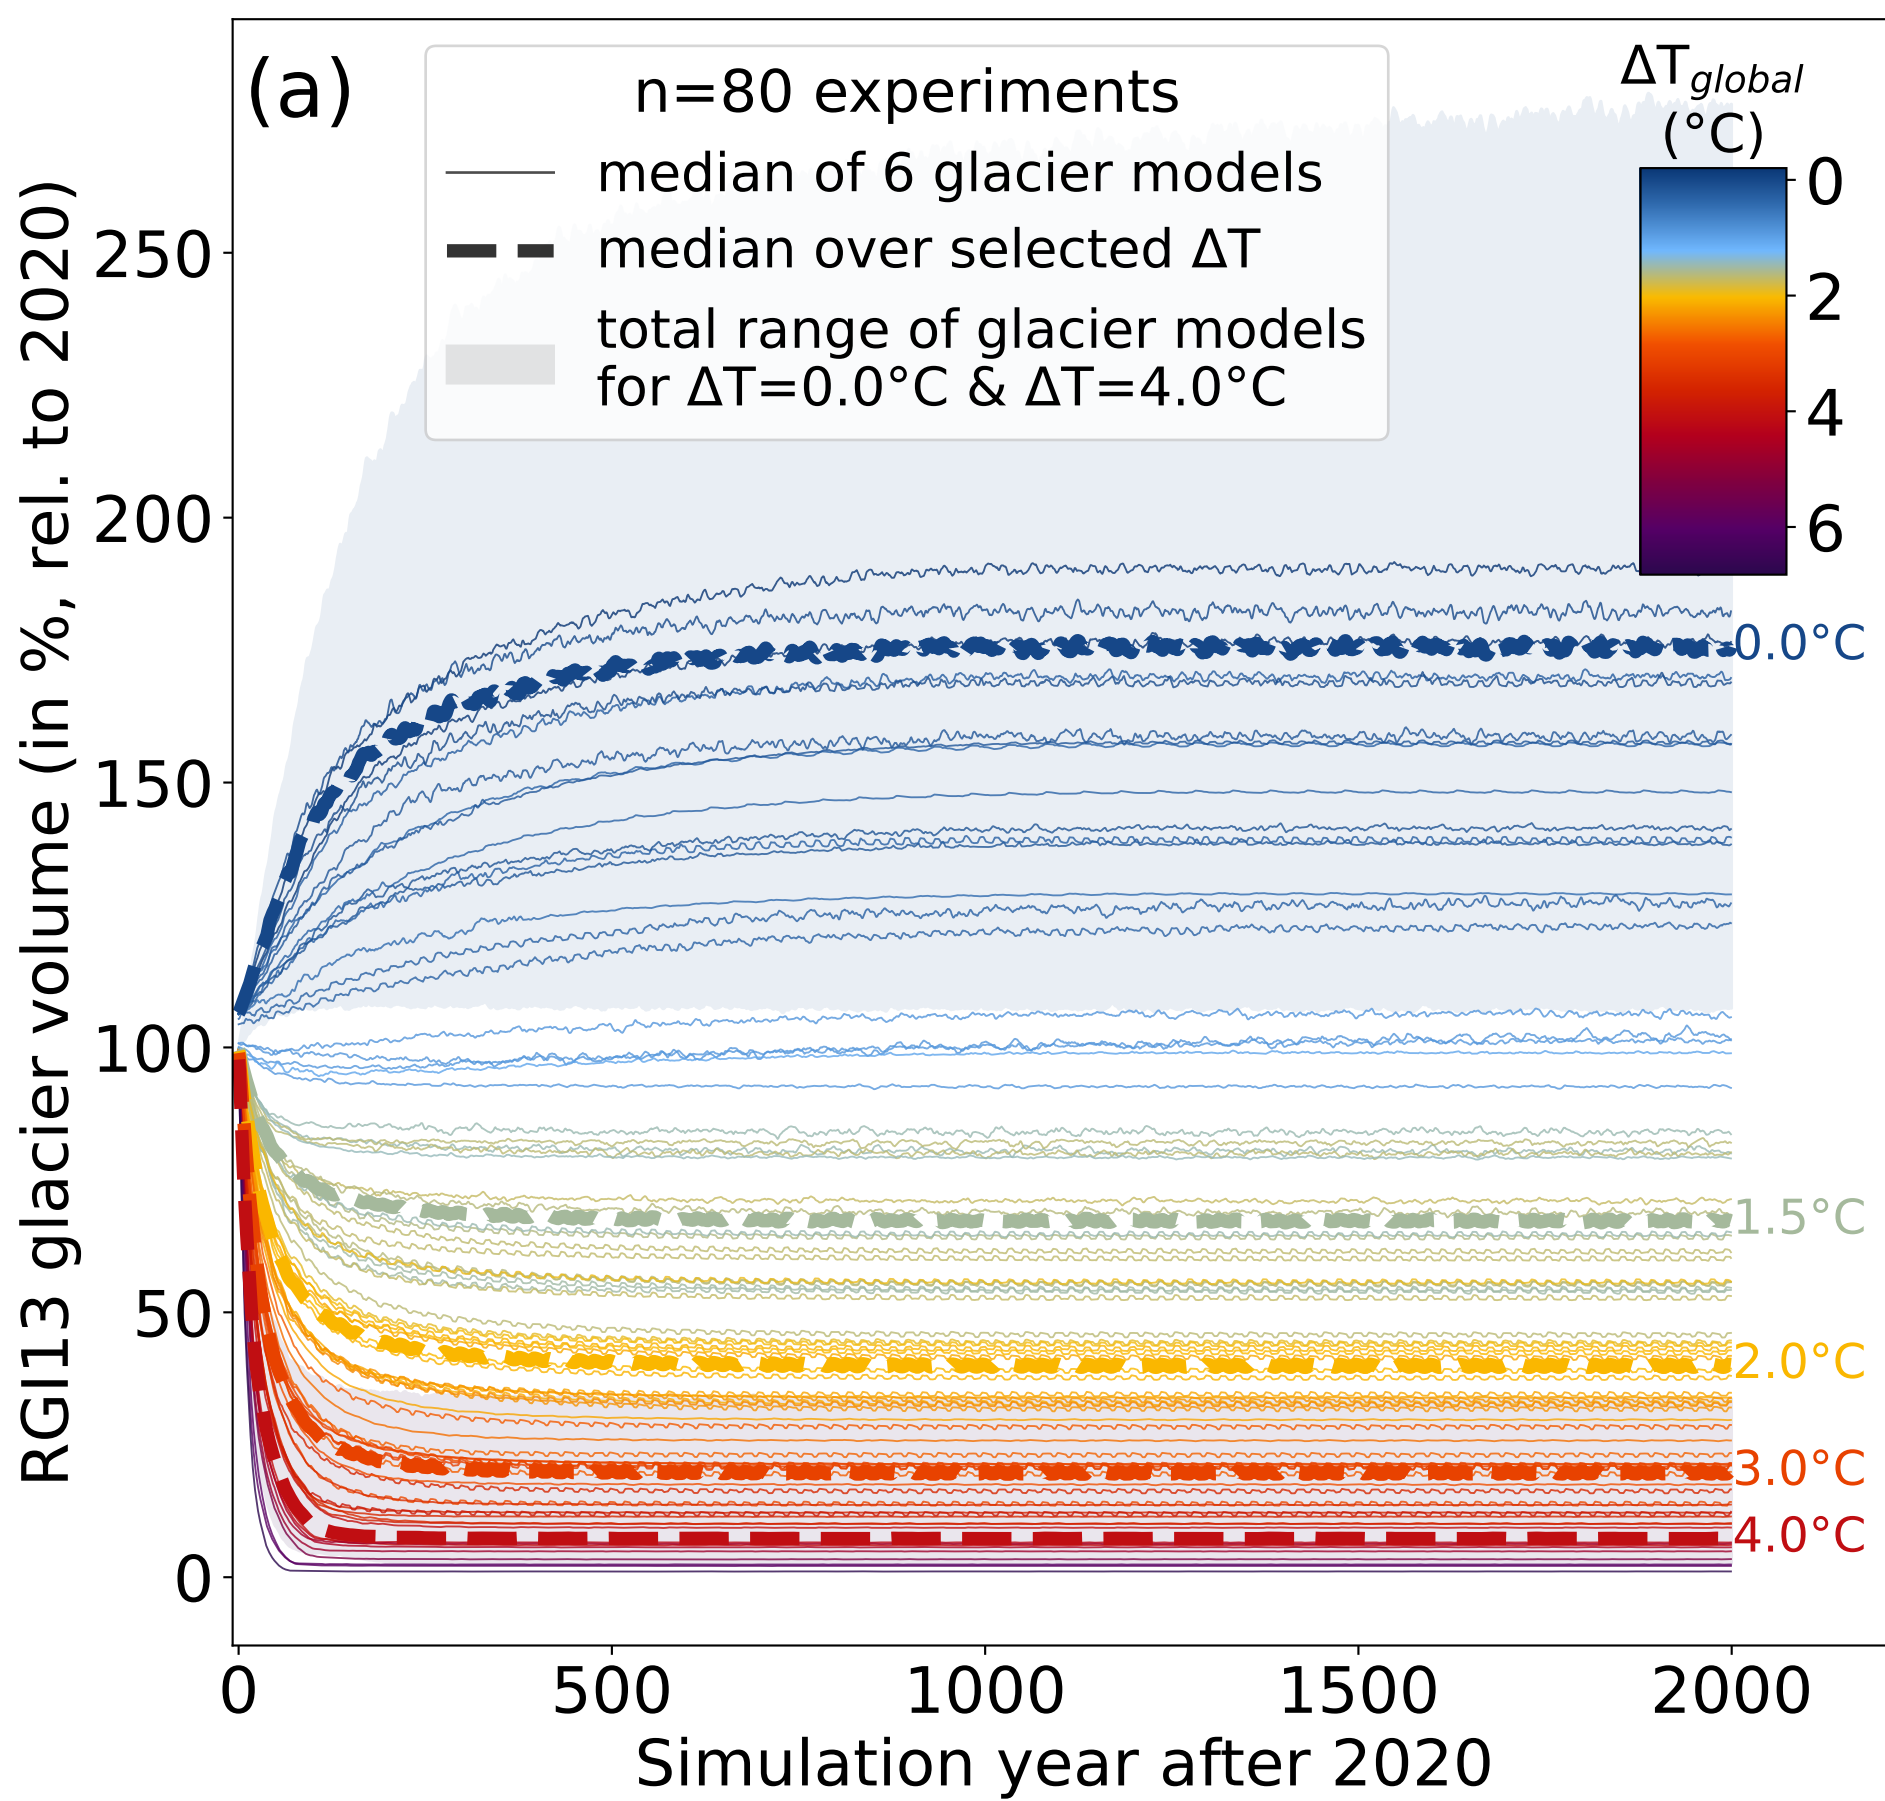 (a)
n=80 experiments
median of 6 glacier models
median over selected ΔT
total range of glacier models
for ΔT=0.0°C & ΔT=4.0°C
ΔTglobal
(°C)
0
2
4
6
RGI13 glacier volume (in %, rel. to 2020)
250
200
150
100
50
0
0.0°C
1.5°C
2.0°C
3.0°C
4.0°C
0
500
1000
1500
2000
Simulation year after 2020